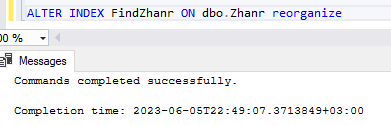 ALTER INDEX FindZhanr ON dbo.Zhanr reorganize
00 %
Messages
Commands completed successfully.
Completion time: 2023-06-05T22:49:07.3713849+03:00